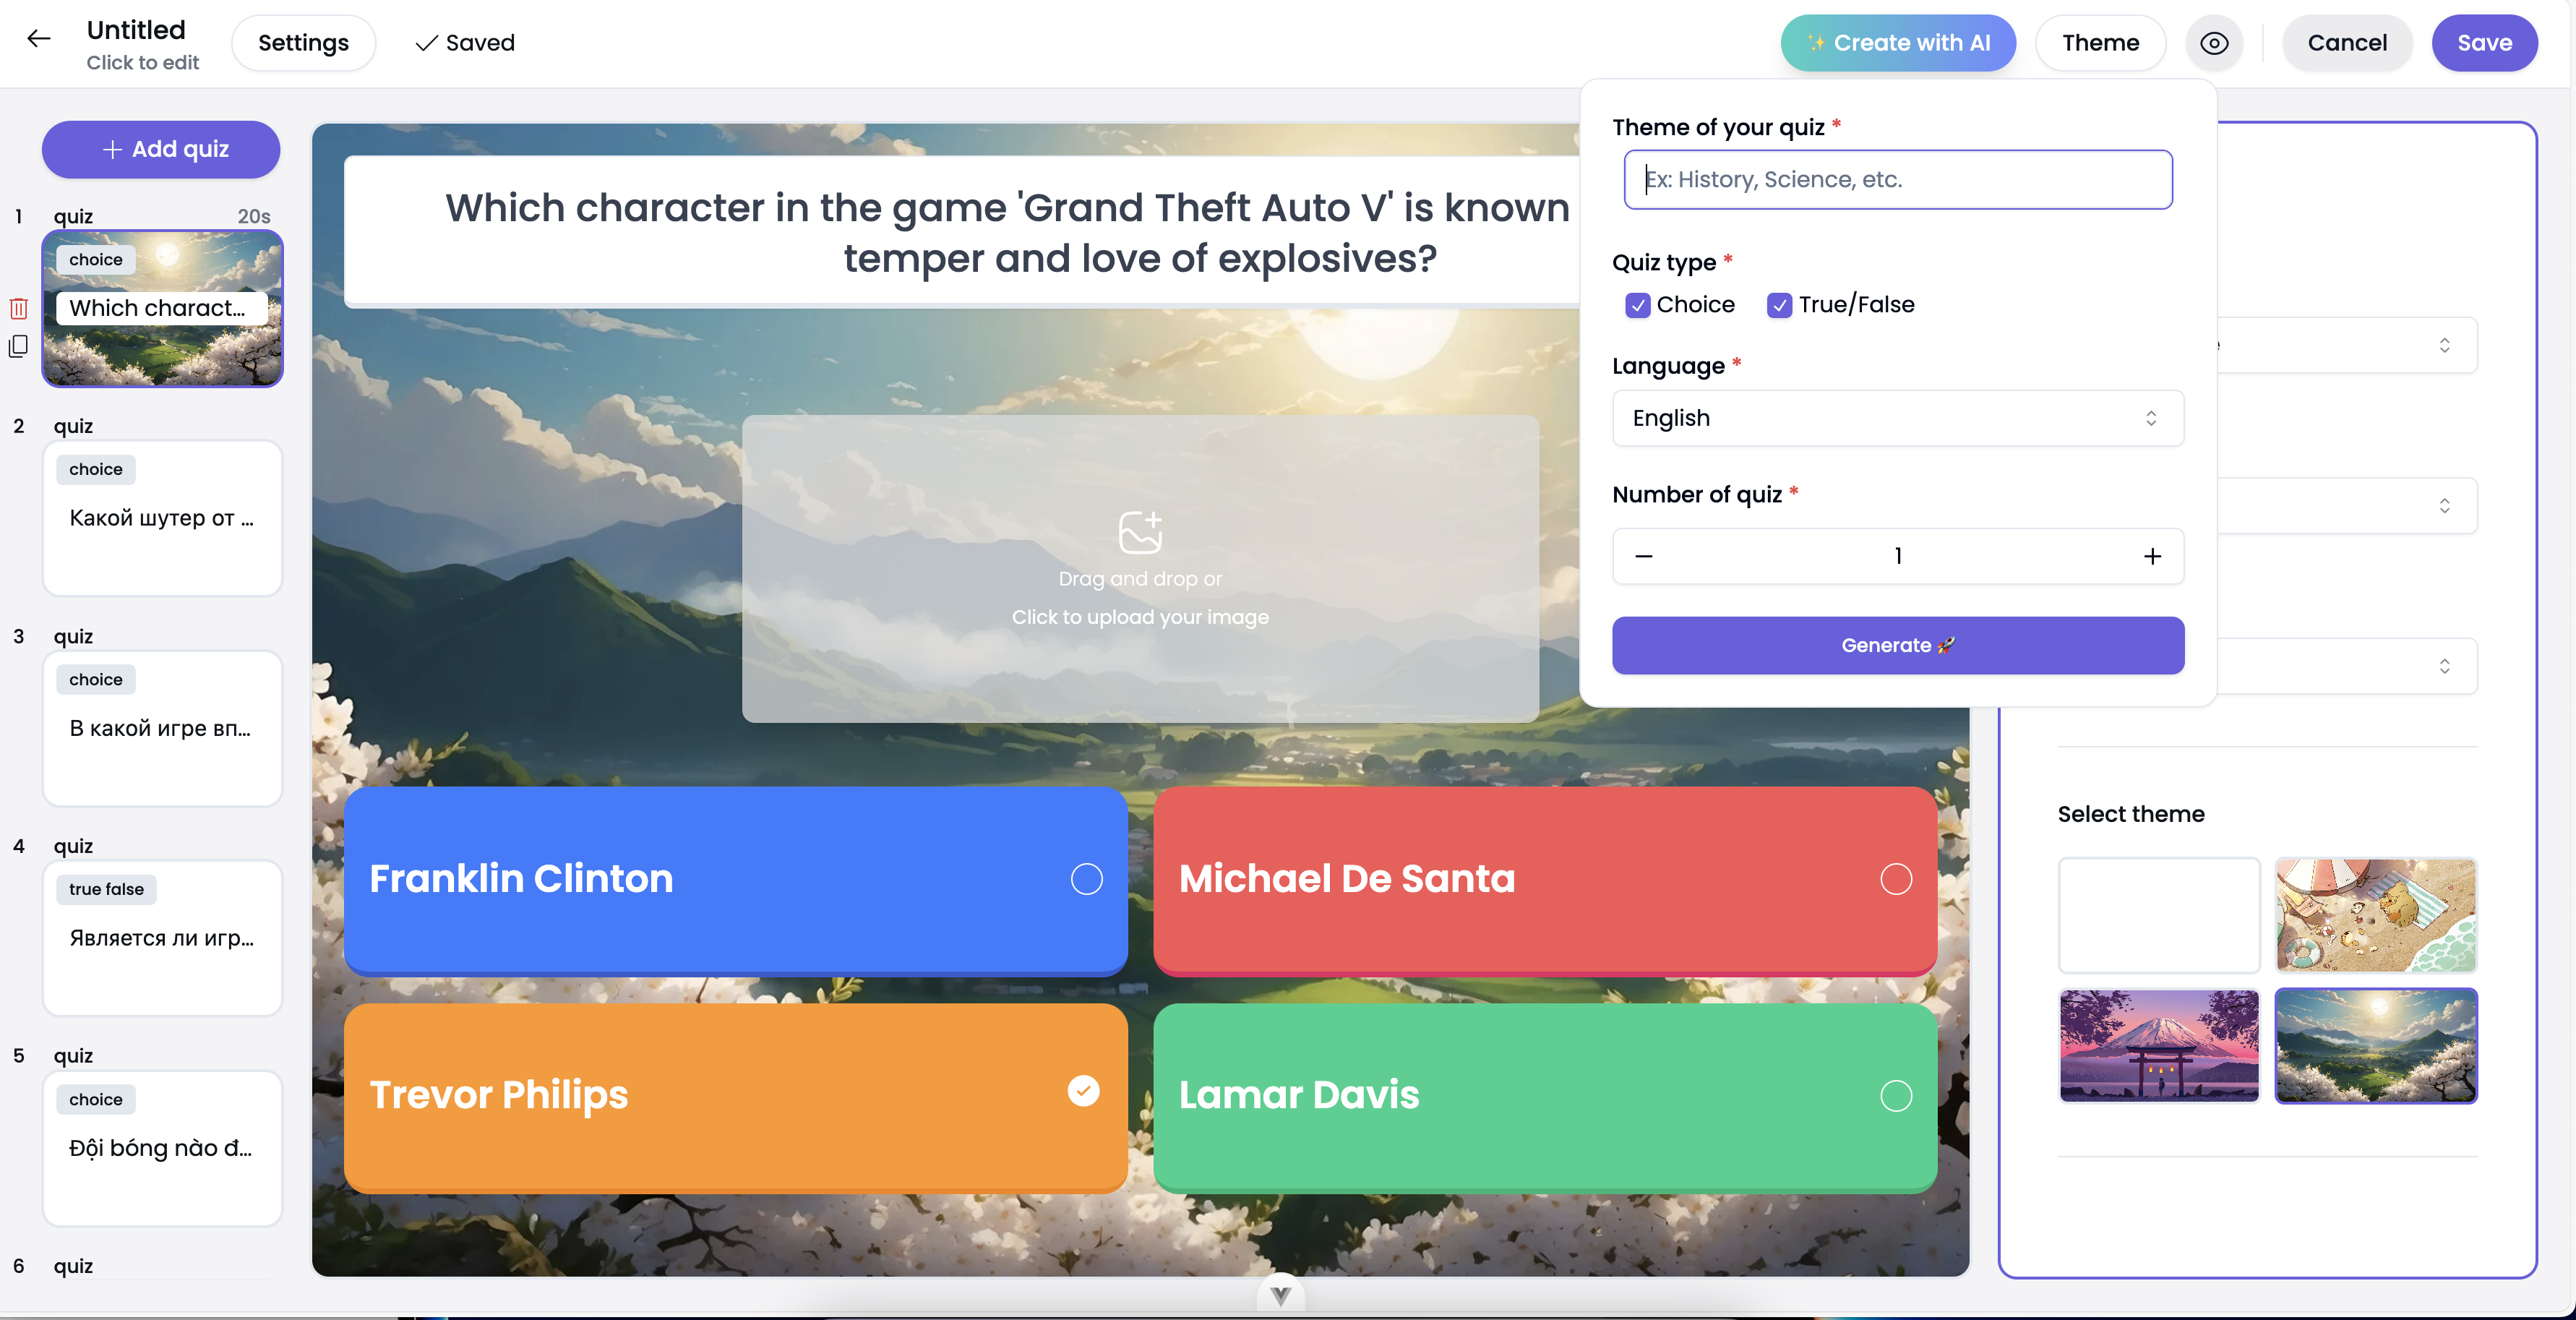 Untitled
Click to edit
Settings
Saved
Create with AI
Theme
Cancel
Save
Add quiz
1 quiz 20s
choice
Which charact...
2 quiz
choice
Какой шутер от ...
3 quiz
choice
В какой игре вп...
4 quiz
true false
Является ли игр...
5 quiz
choice
Đội bóng nào đ...
6 quiz
Which character in the game 'Grand Theft Auto V' is known
temper and love of explosives?
Drag and drop or
Click to upload your image
Franklin Clinton
Michael De Santa
Trevor Philips
Lamar Davis
Theme of your quiz *
Ex: History, Science, etc.
Quiz type *
Choice True/False
Language *
English
Number of quiz *
1
Generate
Select theme